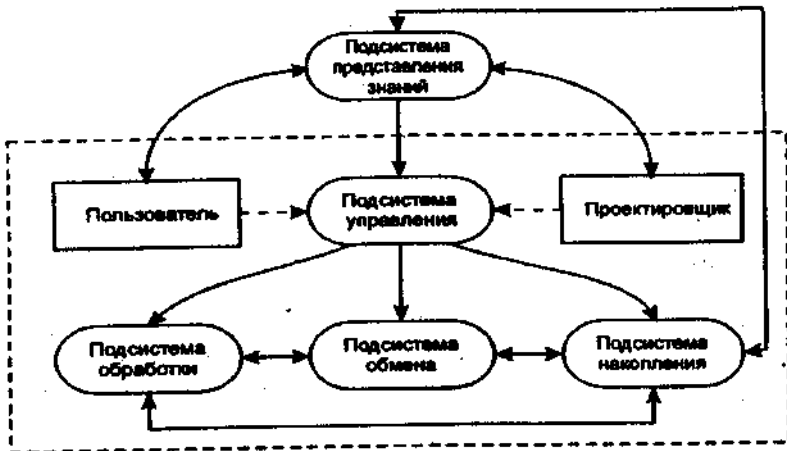 Подсистема
представления
знаний
Пользователь
Подсистема
управления
Проектировщик
Подсистема
обработки
Подсистема
обмена
Подсистема
накопления